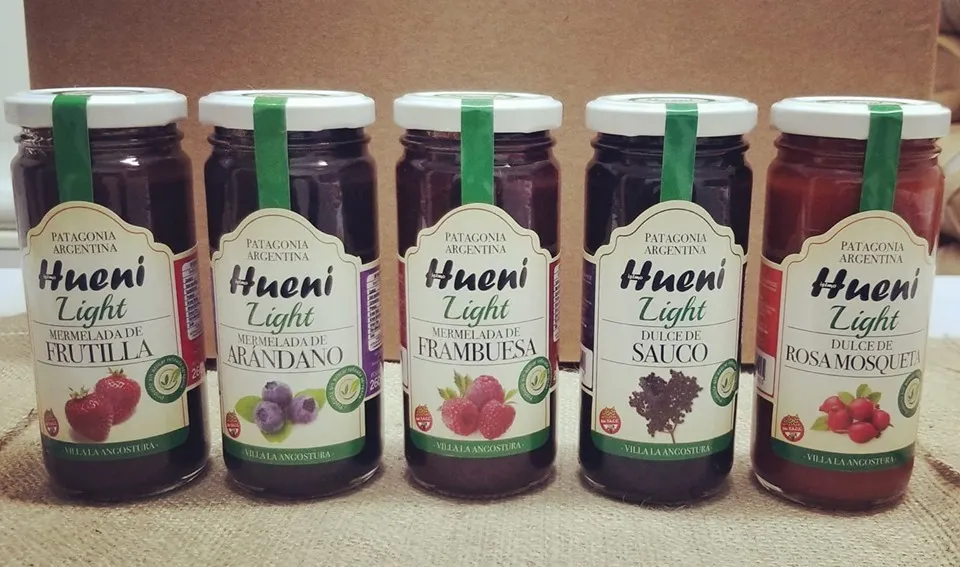 PATAGONIA
ARGENTINA
Hueni
Light
MERMELADA DE
FRUTILLA
VILLA LA ANGOSTURA
PATAGONIA
ARGENTINA
Hueni
Light
MERMELADA DE
ARÁNDANO
VILLA LA ANGOSTURA
PATAGONIA
ARGENTINA
Hueni
Light
MERMELADA DE
FRAMBUESA
VILLA LA ANGOSTURA
PATAGONIA
ARGENTINA
Hueni
Light
DULCE DE
SAUCO
VILLA LA ANGOSTURA
PATAGONIA
ARGENTINA
Hueni
Light
DULCE DE
ROSA MOSQUETA
VILLA LA ANGOSTURA